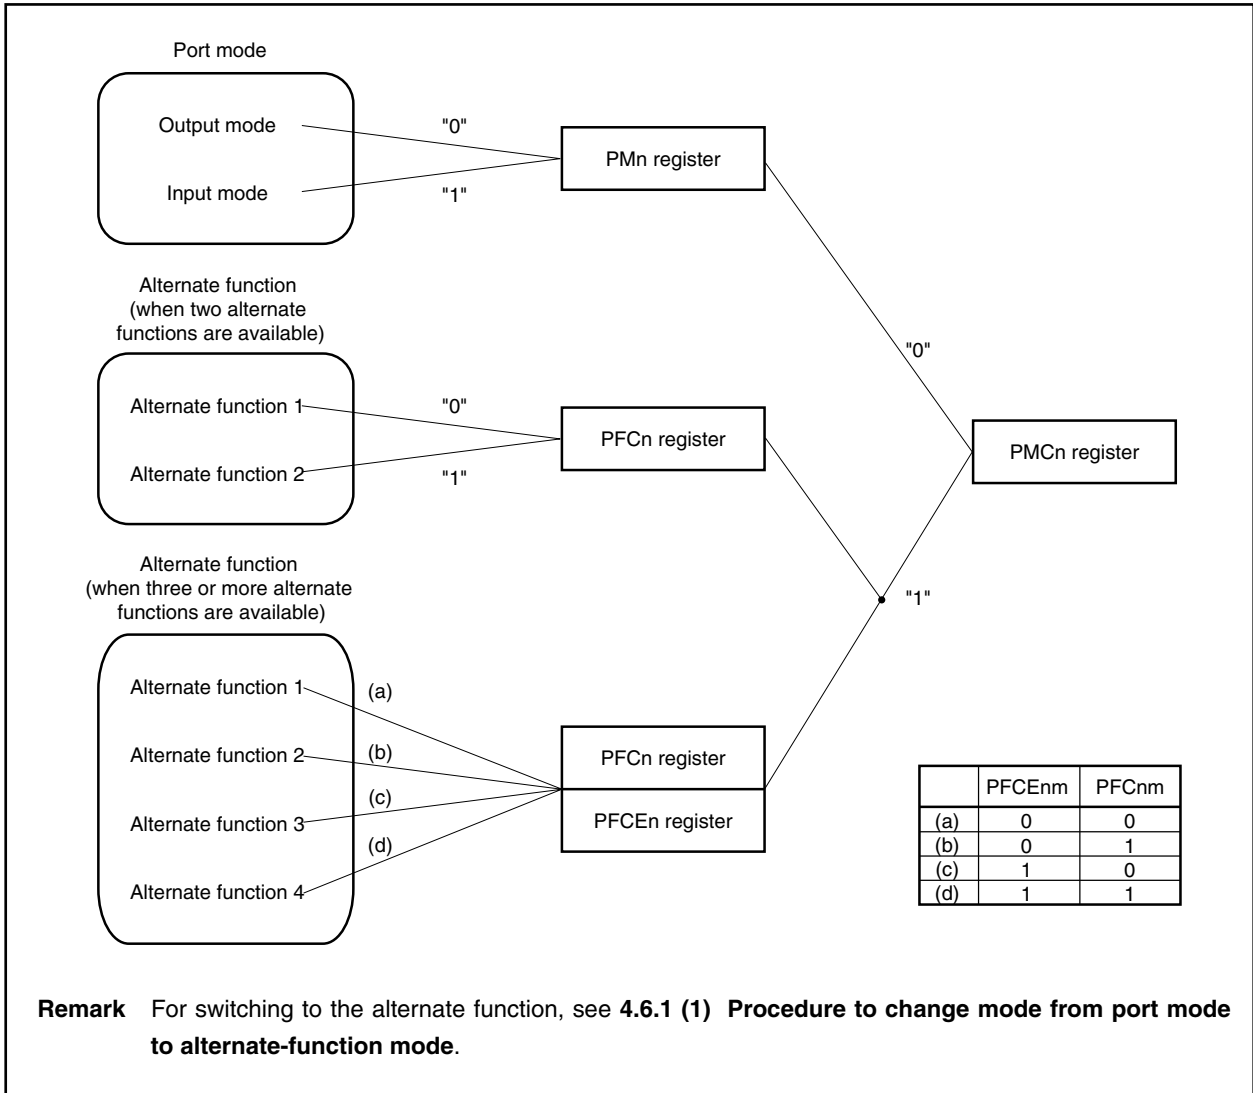 Port mode
Output mode
Input mode
"0"
"1"
PMn register
Alternate function
(when two alternate
functions are available)
Alternate function 1
Alternate function 2
"0"
"1"
PFCn register
"0"
PMCn register
"1"
Alternate function
(when three or more alternate
functions are available)
Alternate function 1
Alternate function 2
Alternate function 3
Alternate function 4
(a)
(b)
(c)
(d)
PFCn register
PFCEn register
PFCEnm PFCnm
(a) 0 0
(b) 0 1
(c) 1 0
(d) 1 1
Remark For switching to the alternate function, see 4.6.1 (1) Procedure to change mode from port mode
to alternate-function mode.